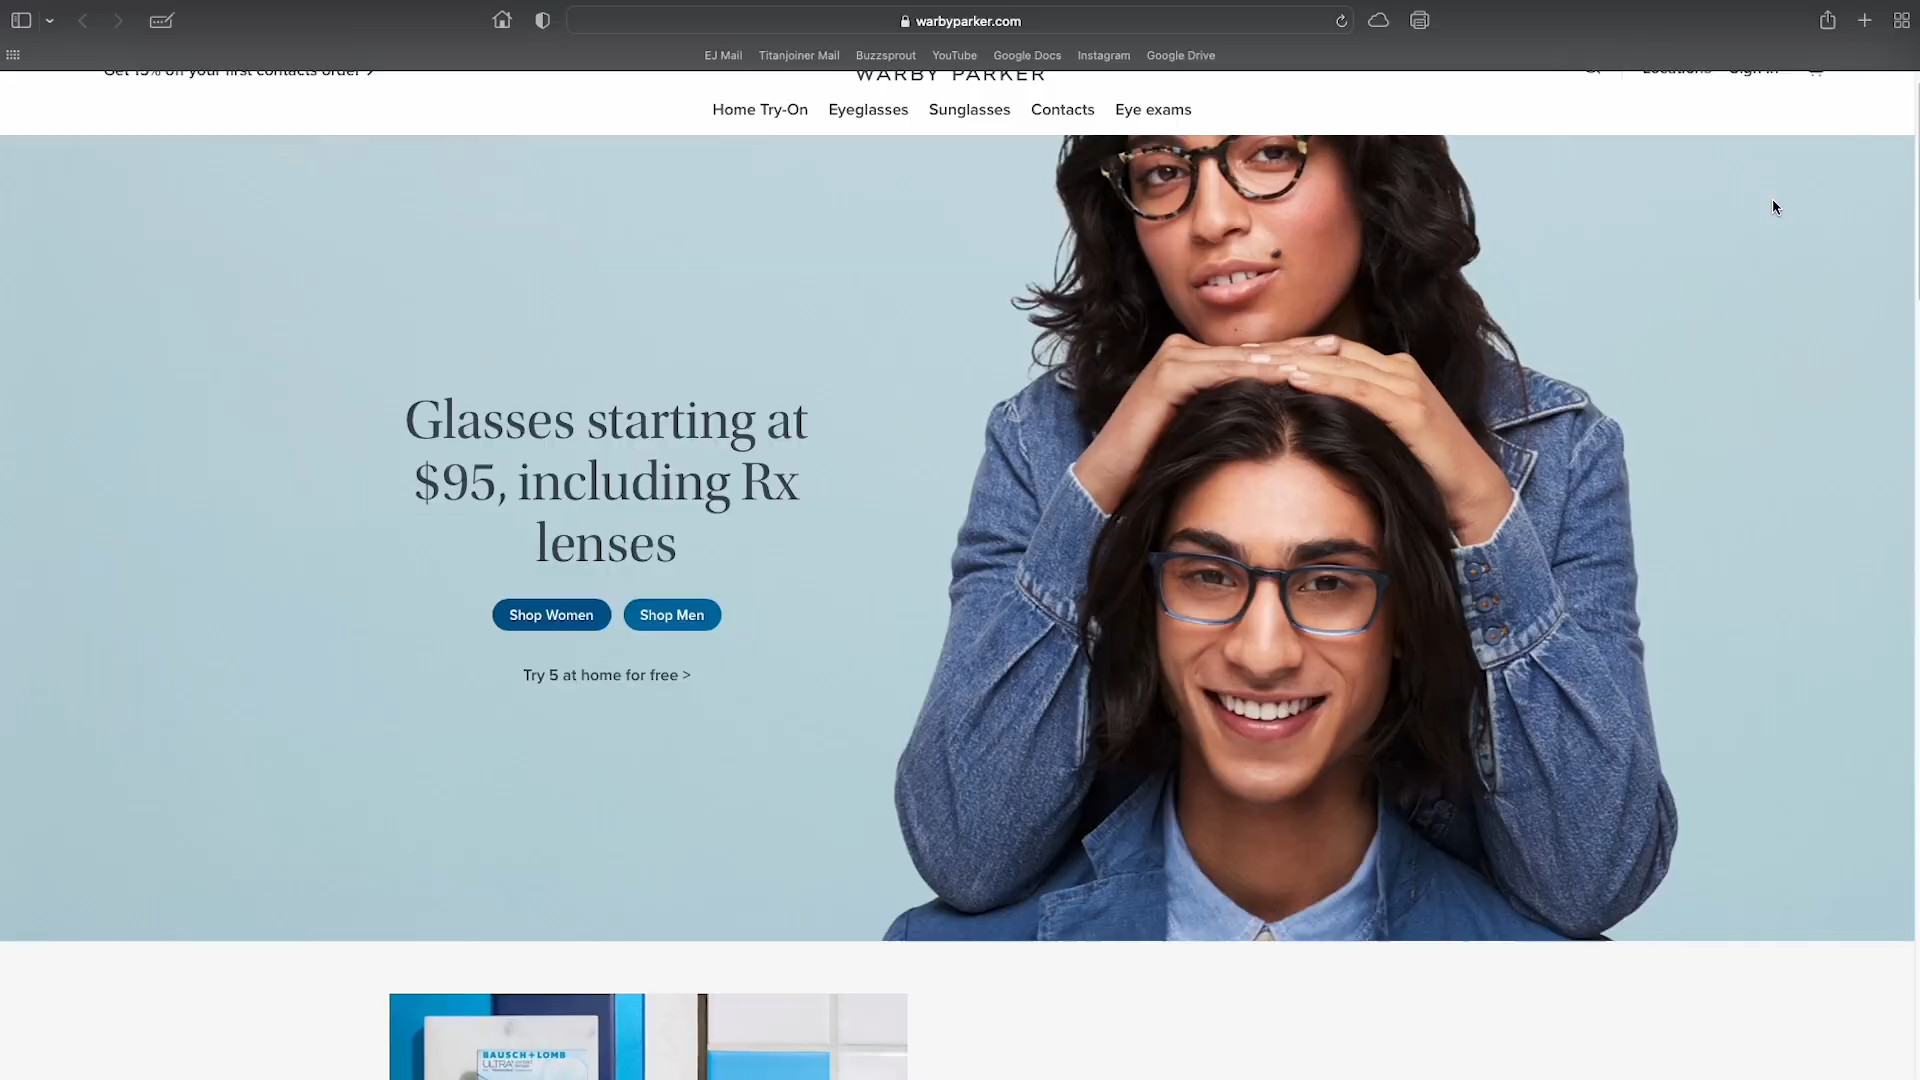 warbyparker.com
EJ Mail Titanjoiner Mail Buzzsprout YouTube Google Docs Instagram Google Drive
Get 15% off your first contacts order >
WARBY PARKER
Locations Sign In
Home Try-On Eyeglasses Sunglasses Contacts Eye exams
Glasses starting at
$95, including Rx
lenses
Shop Women Shop Men
Try 5 at home for free >
BAUSCH + LOMB
ULTRA